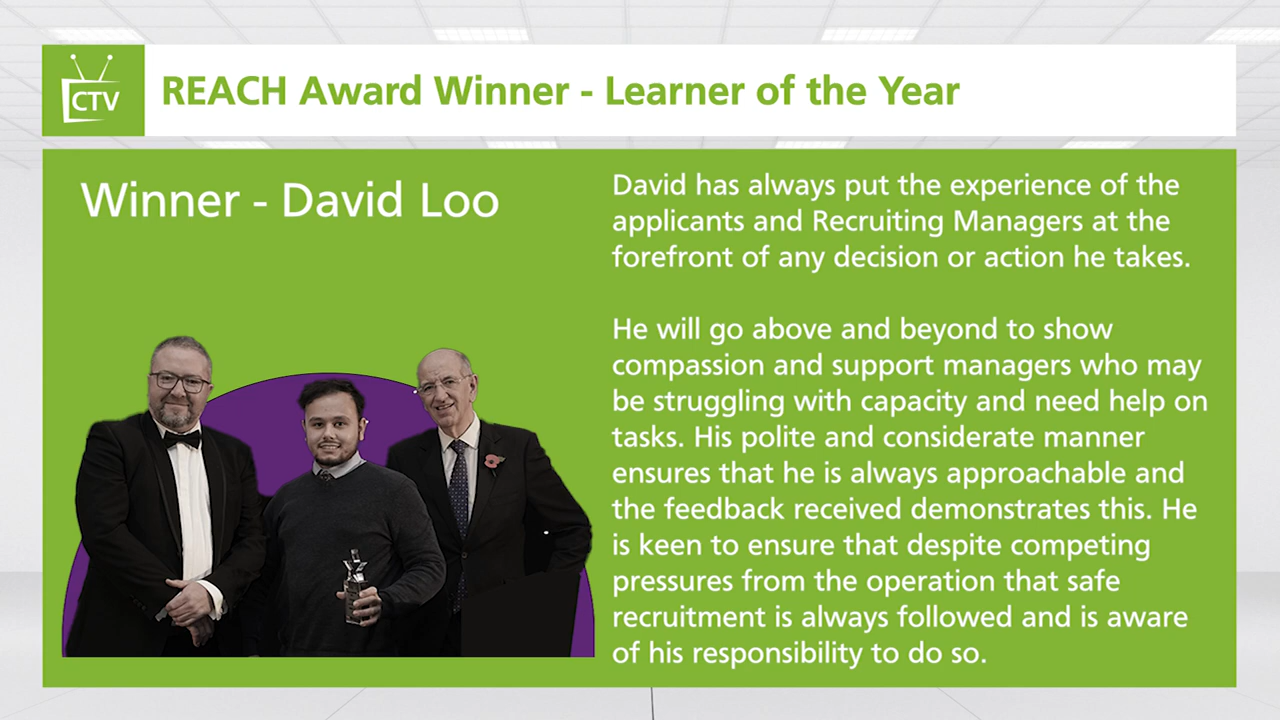 CTV
REACH Award Winner - Learner of the Year
Winner - David Loo
David has always put the experience of the
applicants and Recruiting Managers at the
forefront of any decision or action he takes.
He will go above and beyond to show
compassion and support managers who may
be struggling with capacity and need help on
tasks. His polite and considerate manner
ensures that he is always approachable and
the feedback received demonstrates this. He
is keen to ensure that despite competing
pressures from the operation that safe
recruitment is always followed and is aware
of his responsibility to do so.